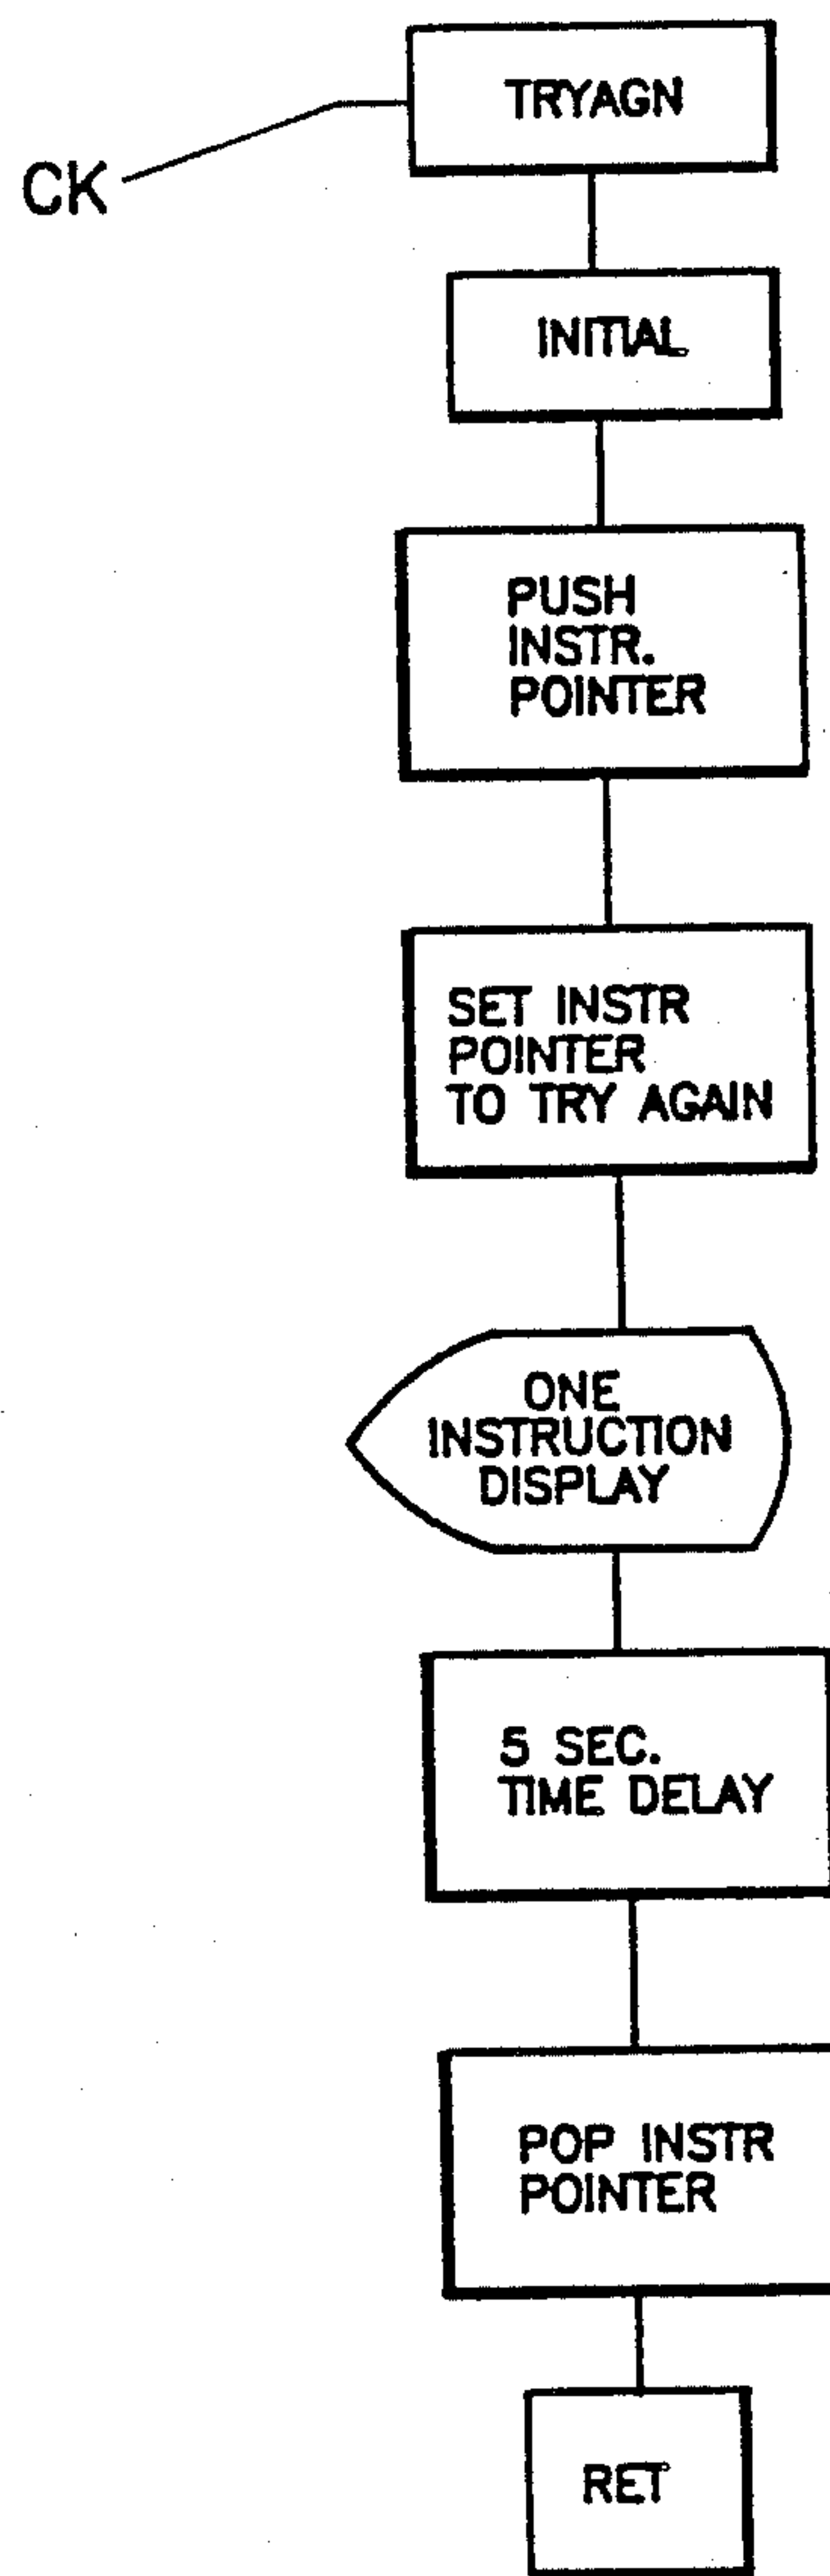 TRYAGN
CK
INITIAL
PUSH
INSTR.
POINTER
SET INSTR
POINTER
TO TRY AGAIN
ONE
INSTRUCTION
DISPLAY
5 SEC.
TIME DELAY
POP INSTR
POINTER
RET